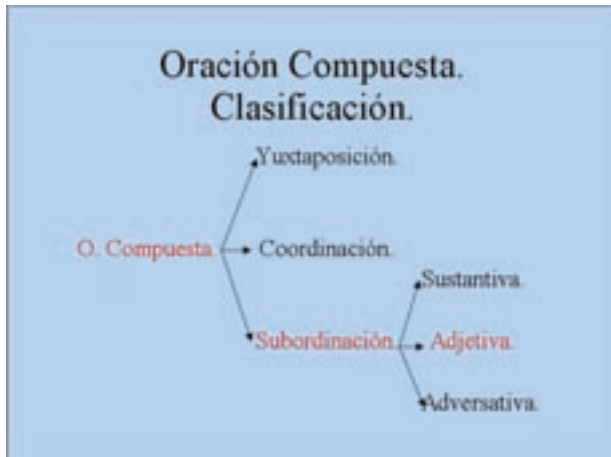 Oración Compuesta.
Clasificación.
Yuxtaposición.
O. Compuesta.
Coordinación.
Sustantiva.
Subordinación.
Adjetiva.
Adversativa.